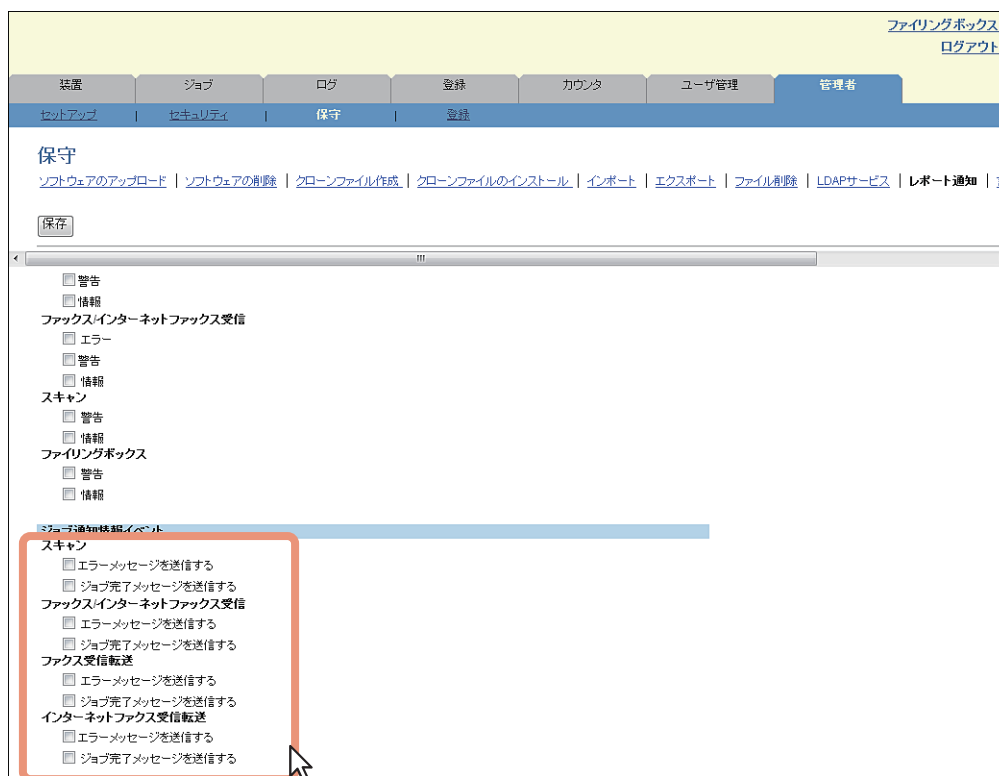 ファイリングボックス
ログアウト
装置 ジョブ ログ 登録 カウンタ ユーザ管理 管理者
セットアップ | セキュリティ | 保守 | 登録
保守
ソフトウェアのアップロード | ソフトウェアの削除 | クローンファイル作成 | クローンファイルのインストール | インポート | エクスポート | ファイル削除 | LDAPサービス | レポート通知 |
保存
警告
情報
ファックス/インターネットファックス受信
エラー
警告
情報
スキャン
警告
情報
ファイリングボックス
警告
情報
ジョブ通知情報イベント
スキャン
エラーメッセージを送信する
ジョブ完了メッセージを送信する
ファックス/インターネットファックス受信
エラーメッセージを送信する
ジョブ完了メッセージを送信する
ファクス受信転送
エラーメッセージを送信する
ジョブ完了メッセージを送信する
インターネットファクス受信転送
エラーメッセージを送信する
ジョブ完了メッセージを送信する